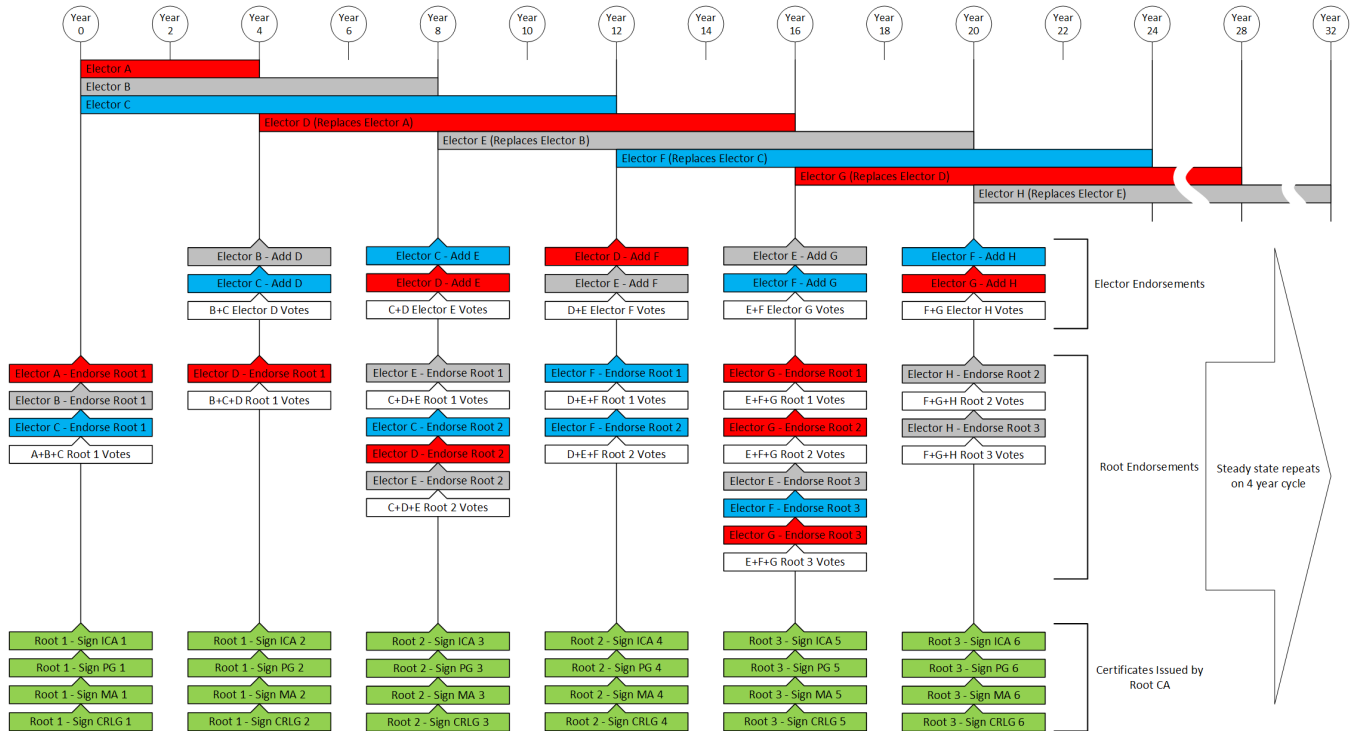 Year 0
Year 2
Year 4
Year 6
Year 8
Year 10
Year 12
Year 14
Year 16
Year 18
Year 20
Year 22
Year 24
Year 28
Year 32
Elector A
Elector B
Elector C
Elector D (Replaces Elector A)
Elector E (Replaces Elector B)
Elector F (Replaces Elector C)
Elector G (Replaces Elector D)
Elector H (Replaces Elector E)
Elector B - Add D
Elector C - Add D
B+C Elector D Votes
Elector C - Add E
Elector D - Add E
C+D Elector E Votes
Elector D - Add F
Elector E - Add F
D+E Elector F Votes
Elector E - Add G
Elector F - Add G
E+F Elector G Votes
Elector F - Add H
Elector G - Add H
F+G Elector H Votes
Elector Endorsements
Elector A - Endorse Root 1
Elector B - Endorse Root 1
Elector C - Endorse Root 1
A+B+C Root 1 Votes
Elector D - Endorse Root 1
B+C+D Root 1 Votes
Elector E - Endorse Root 1
C+D+E Root 1 Votes
Elector C - Endorse Root 2
Elector D - Endorse Root 2
Elector E - Endorse Root 2
C+D+E Root 2 Votes
Elector F - Endorse Root 1
D+E+F Root 1 Votes
Elector F - Endorse Root 2
D+E+F Root 2 Votes
Elector G - Endorse Root 1
E+F+G Root 1 Votes
Elector G - Endorse Root 2
E+F+G Root 2 Votes
Elector E - Endorse Root 3
Elector F - Endorse Root 3
Elector G - Endorse Root 3
E+F+G Root 3 Votes
Elector H - Endorse Root 2
F+G+H Root 2 Votes
Elector H - Endorse Root 3
F+G+H Root 3 Votes
Root Endorsements
Steady state repeats
on 4 year cycle
Root 1 - Sign ICA 1
Root 1 - Sign PG 1
Root 1 - Sign MA 1
Root 1 - Sign CRLG 1
Root 1 - Sign ICA 2
Root 1 - Sign PG 2
Root 1 - Sign MA 2
Root 1 - Sign CRLG 2
Root 2 - Sign ICA 3
Root 2 - Sign PG 3
Root 2 - Sign MA 3
Root 2 - Sign CRLG 3
Root 2 - Sign ICA 4
Root 2 - Sign PG 4
Root 2 - Sign MA 4
Root 2 - Sign CRLG 4
Root 3 - Sign ICA 5
Root 3 - Sign PG 5
Root 3 - Sign MA 5
Root 3 - Sign CRLG 5
Root 3 - Sign ICA 6
Root 3 - Sign PG 6
Root 3 - Sign MA 6
Root 3 - Sign CRLG 6
Certificates Issued by
Root CA